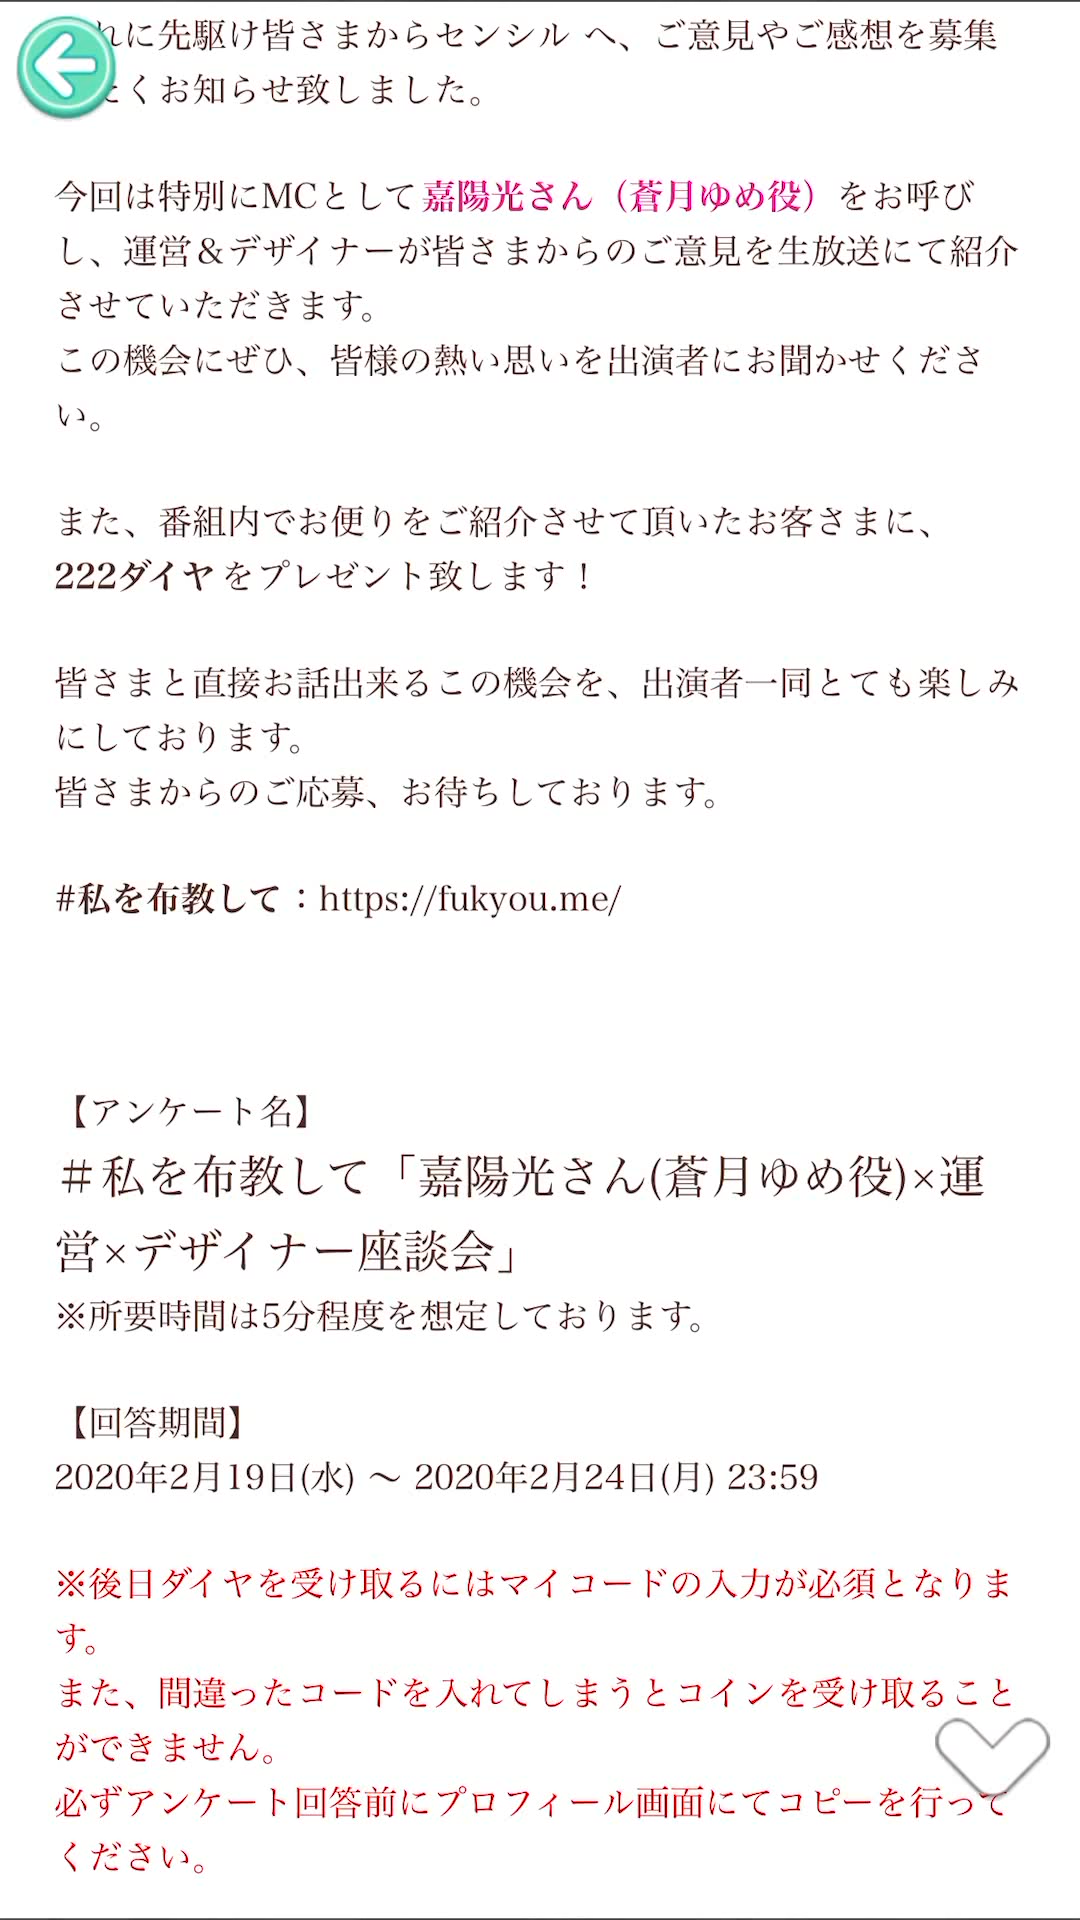 れに先駆け皆さまからセンシル へ、ご意見やご感想を募集
たくお知らせ致しました。
今回は特別にMCとして嘉陽光さん（蒼月ゆめ役）をお呼び
し、運営＆デザイナーが皆さまからのご意見を生放送にて紹介
させていただきます。
この機会にぜひ、皆様の熱い思いを出演者にお聞かせくださ
い。
また、番組内でお便りをご紹介させて頂いたお客さまに、
222ダイヤをプレゼント致します！
皆さまと直接お話出来るこの機会を、出演者一同とても楽しみ
にしております。
皆さまからのご応募、お待ちしております。
#私を布教して：https://fukyou.me/
【アンケート名】
＃私を布教して「嘉陽光さん(蒼月ゆめ役)×運
営×デザイナー座談会」
※所要時間は5分程度を想定しております。
【回答期間】
2020年2月19日(水) ～ 2020年2月24日(月) 23:59
※後日ダイヤを受け取るにはマイコードの入力が必須となりま
す。
また、間違ったコードを入れてしまうとコインを受け取ること
ができません。
必ずアンケート回答前にプロフィール画面にてコピーを行って
ください。